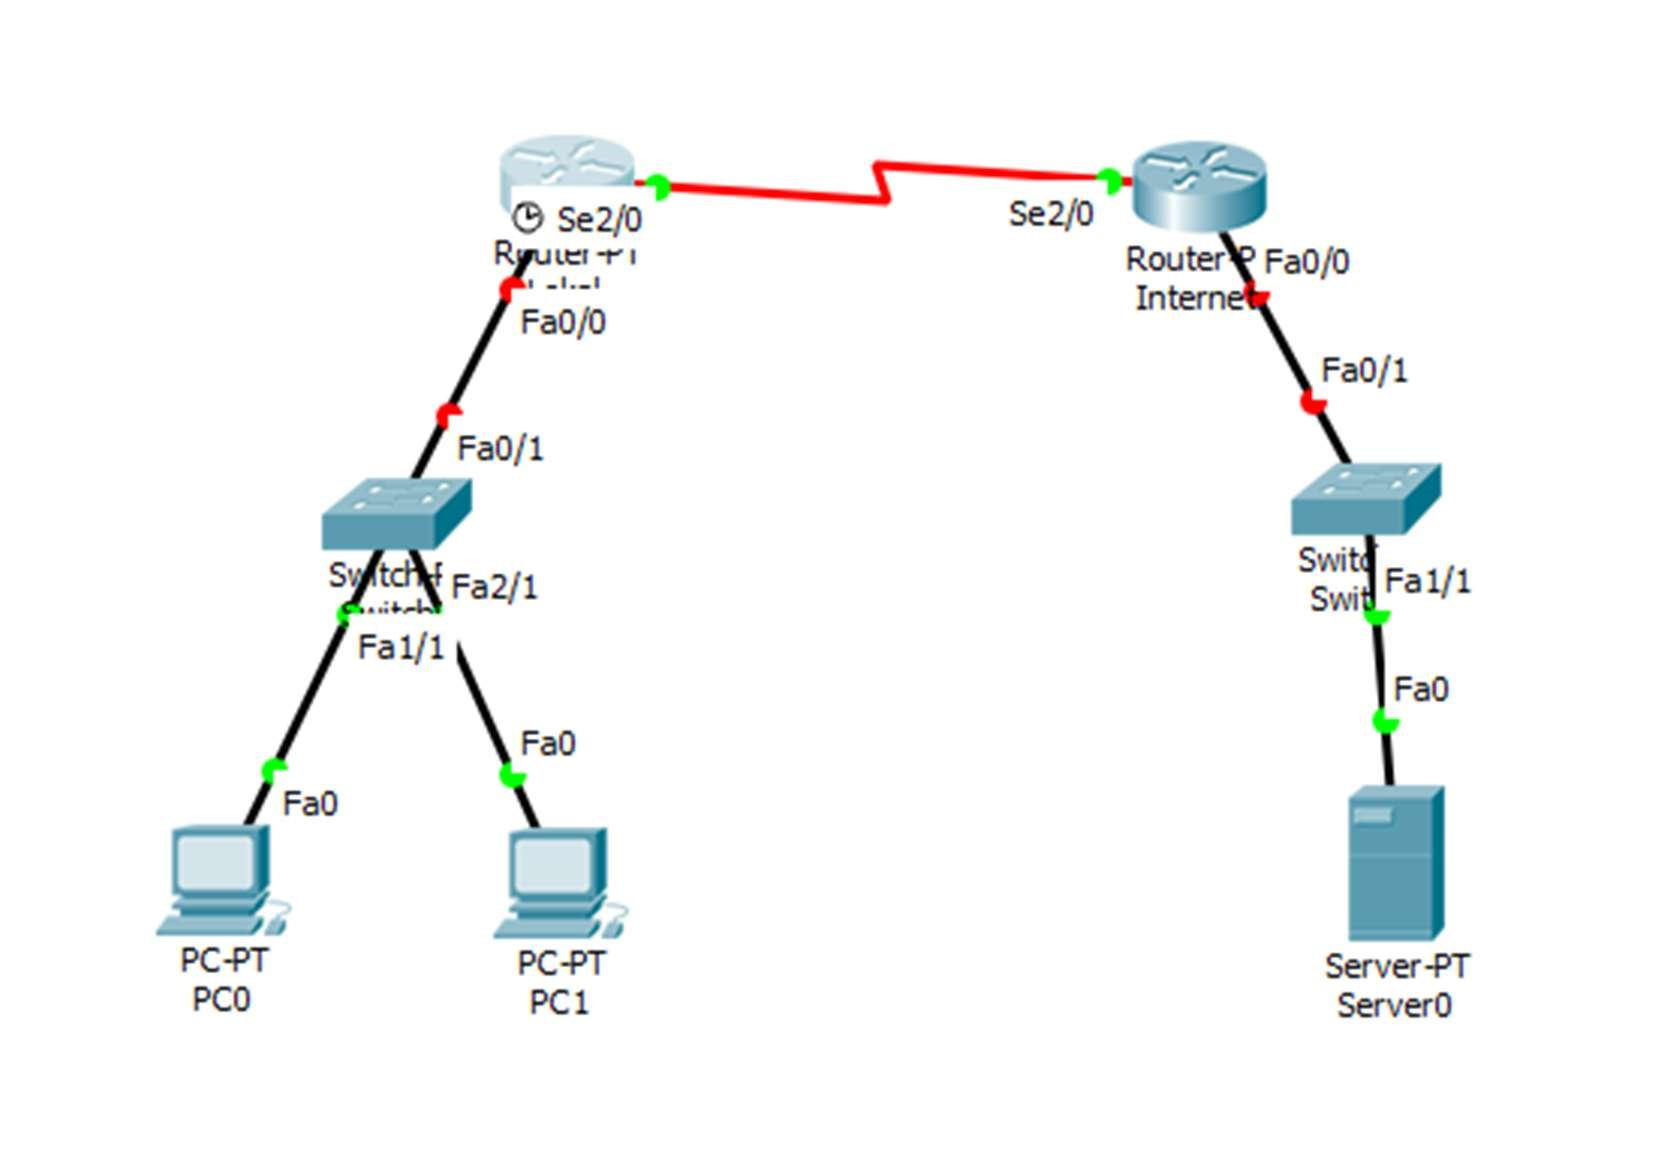 Se2/0
Se2/0
Fa0/0
Router-P
Fa0/0
Internet
Fa0/1
Fa0/1
Fa2/1
Fa1/1
Fa1/1
Fa0
Fa0
Fa0
PC-PT
PC0
PC-PT
PC1
Server-PT
Server0